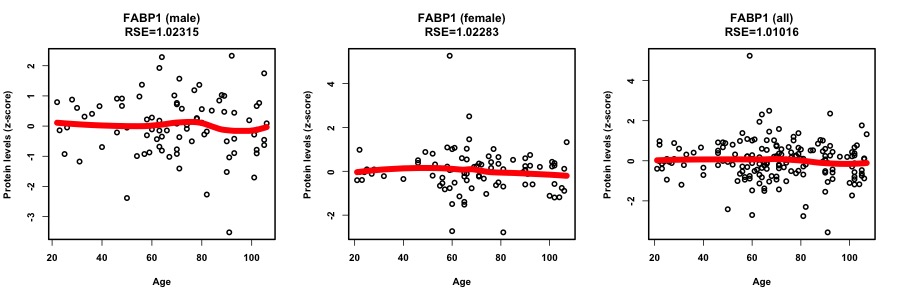 FABP1 (male)
RSE=1.02315
2
1
0
-1
-2
-3
Protein levels (z-score)
20 40 60 80 100
Age
FABP1 (female)
RSE=1.02283
4
2
0
-2
Protein levels (z-score)
20 40 60 80 100
Age
FABP1 (all)
RSE=1.01016
4
2
0
-2
Protein levels (z-score)
20 40 60 80 100
Age